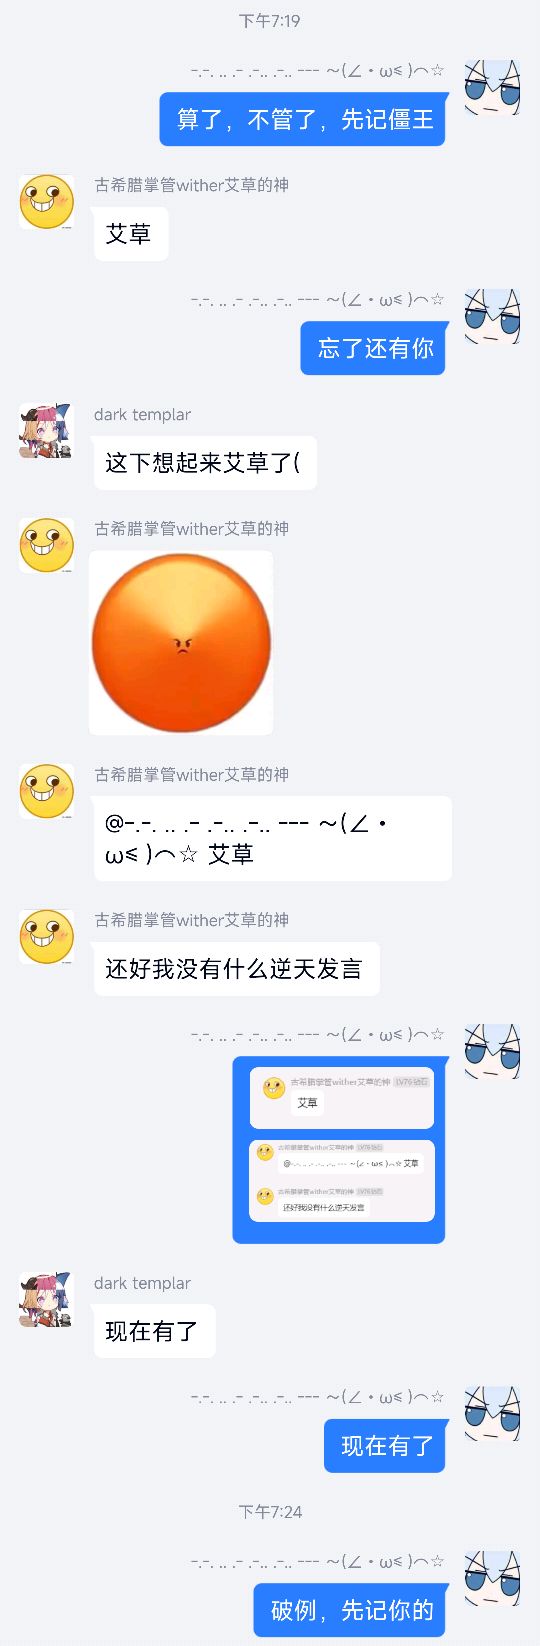 下午7:19
-.-. .. .- .-.. .-.. --- ～(∠・ω< )⌒☆
算了，不管了，先记僵王
古希腊掌管wither艾草的神
艾草
-.-. .. .- .-.. .-.. --- ～(∠・ω< )⌒☆
忘了还有你
dark templar
这下想起来艾草了(
古希腊掌管wither艾草的神
古希腊掌管wither艾草的神
@-.-. .. .- .-.. .-.. --- ～(∠・
ω< )⌒☆ 艾草
古希腊掌管wither艾草的神
还好我没有什么逆天发言
-.-. .. .- .-.. .-.. --- ～(∠・ω< )⌒☆
古希腊掌管wither艾草的神 LV76 钻石
艾草
古希腊掌管wither艾草的神 LV76 钻石
@-.-. .. .- .-.. .-.. --- ～(∠・ω< )⌒☆ 艾草
古希腊掌管wither艾草的神 LV76 钻石
还好我没有什么逆天发言
dark templar
现在有了
-.-. .. .- .-.. .-.. --- ～(∠・ω< )⌒☆
现在有了
下午7:24
-.-. .. .- .-.. .-.. --- ～(∠・ω< )⌒☆
破例，先记你的